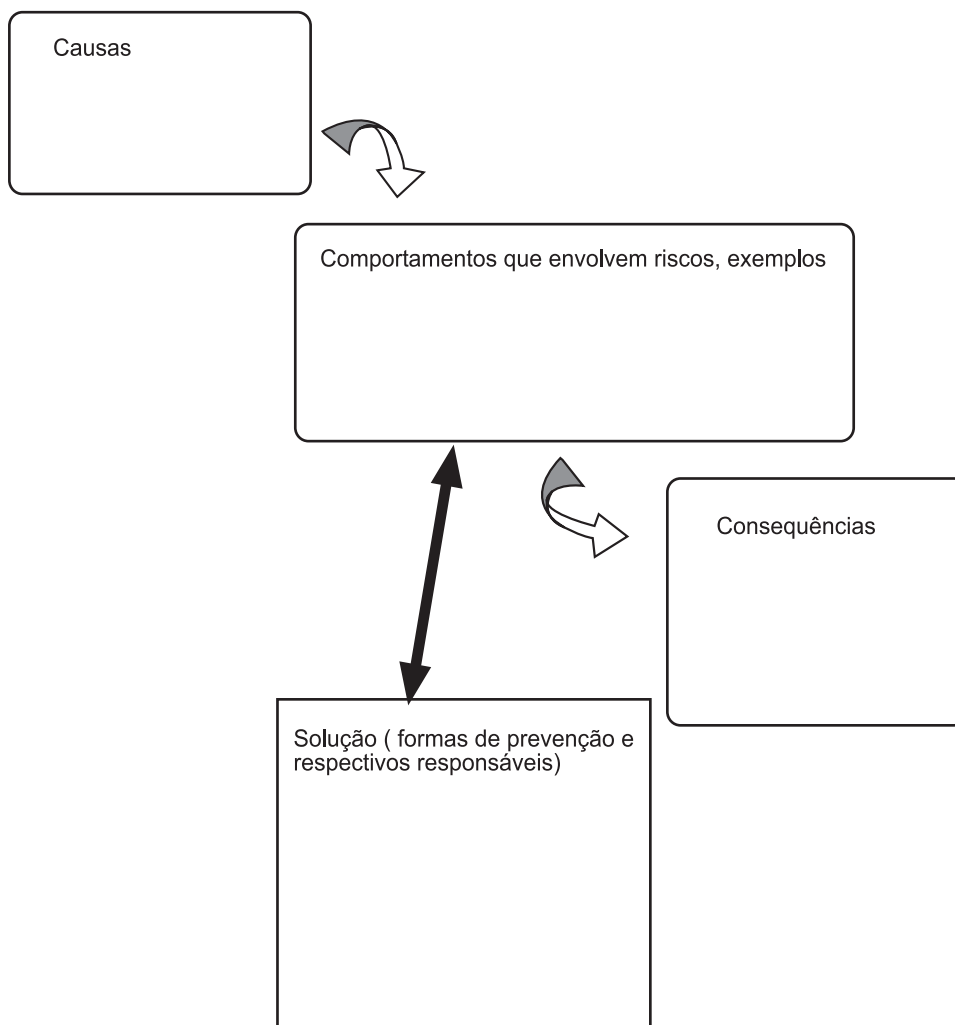 Causas
Comportamentos que envolvem riscos, exemplos
Consequências
Solução ( formas de prevenção e
respectivos responsáveis)